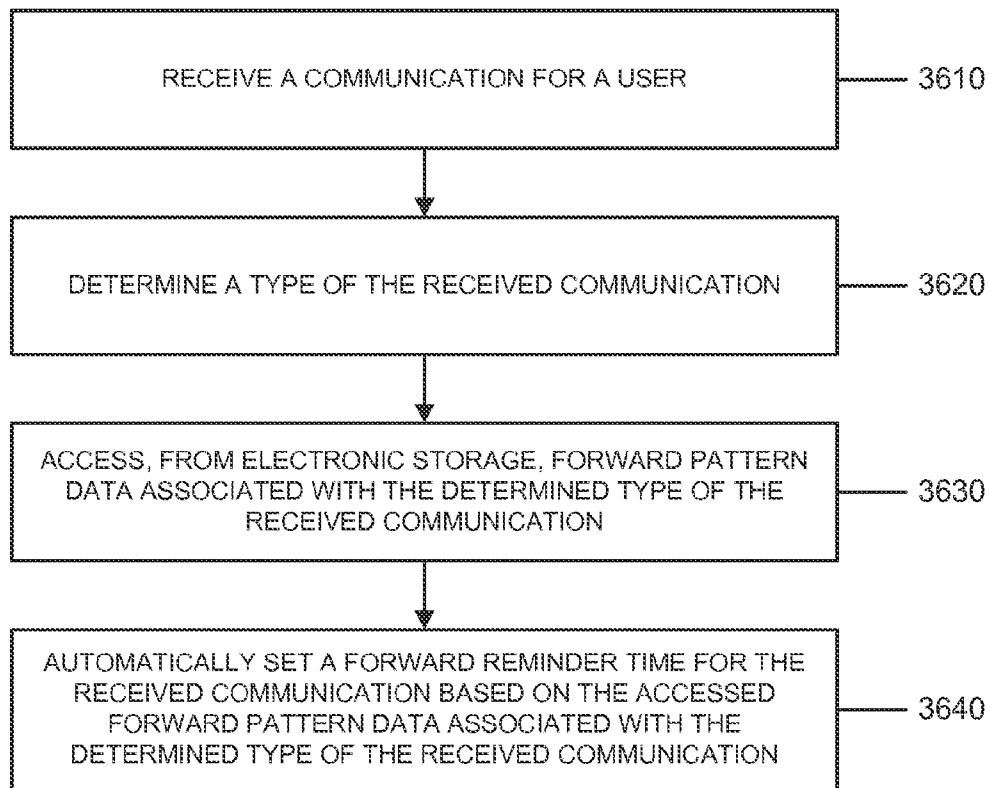 RECEIVE A COMMUNICATION FOR A USER
3610
DETERMINE A TYPE OF THE RECEIVED COMMUNICATION
3620
ACCESS, FROM ELECTRONIC STORAGE, FORWARD PATTERN
DATA ASSOCIATED WITH THE DETERMINED TYPE OF THE
RECEIVED COMMUNICATION
3630
AUTOMATICALLY SET A FORWARD REMINDER TIME FOR THE
RECEIVED COMMUNICATION BASED ON THE ACCESSED
FORWARD PATTERN DATA ASSOCIATED WITH THE
DETERMINED TYPE OF THE RECEIVED COMMUNICATION
3640